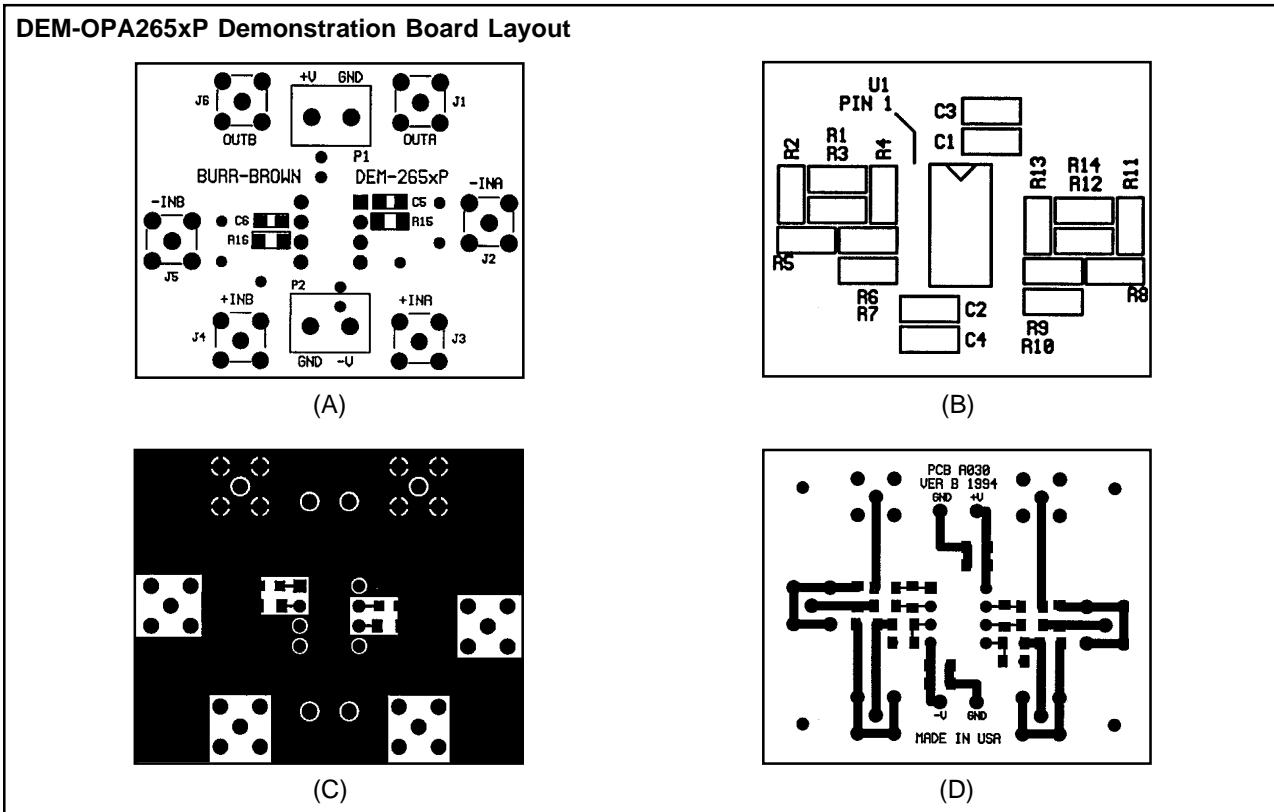 DEM-OPA265xP Demonstration Board Layout
+V GND
J6 J1
OUTB OUTA
P1
BURR-BROWN DEM-265xP
-INA
-INB
C5
C6
R15
R16
J5 J2
P2
+INB +INA
J4 J3
GND -V
(A)
U1
PIN 1
C3
C1
R2 R1 R4
R3
R13 R14 R11
R12
R5
R6
R7
R8
C2
C4
R9
R10
(B)
(C)
PCB A030
VER B 1994
GND +V
-V GND
MADE IN USA
(D)